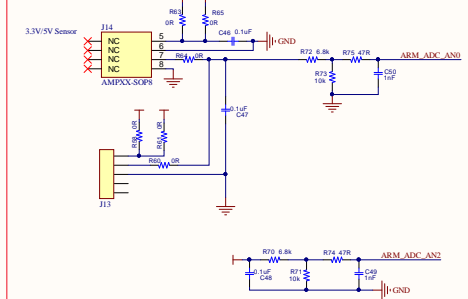 R63
0R
R65
0R
3.3V/5V Sensor
J14
C46 0.1uF
NC 5
NC 6
NC 7
NC 8
GND
R64 0R
AMPXX-SOP8
R72 6.8k
R75 47R
ARM_ADC_AN0
R73
10k
C50
1nF
0.1uF
C47
0R
0R
R60 0R
J13
R70 6.8k
R74 47R
ARM_ADC_AN2
0.1uF
C48
R71
10k
C49
1nF
GND